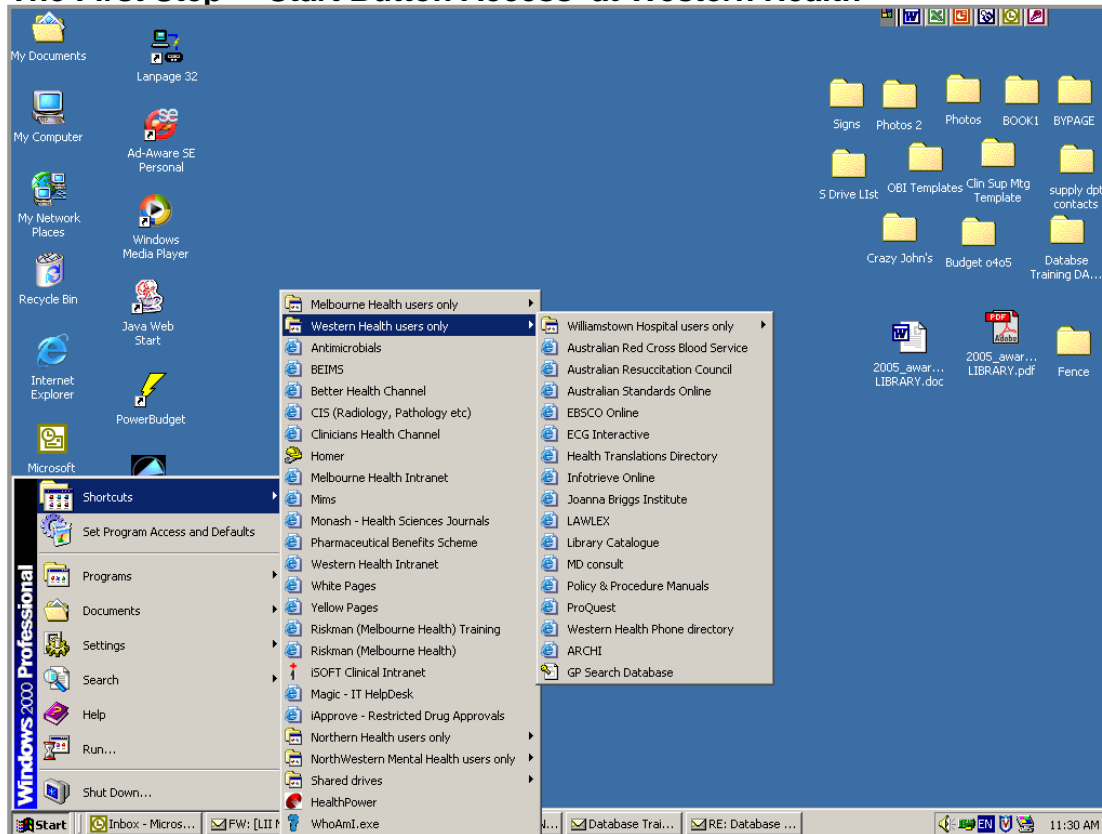 My Documents
Lanpage 32
My Computer
Ad-Aware SE
Personal
My Network
Places
Windows
Media Player
Recycle Bin
Java Web
Start
Internet
Explorer
PowerBudget
Microsoft
Signs
Photos 2
Photos
BOOK1
BYPAGE
S Drive LIst
OBI Templates
Clin Sup Mtg
Template
supply dpt
contacts
Crazy John's
Budget o4o5
Databse
Training DA...
2005_awar...
LIBRARY.doc
PDF
Adobe
2005_awar...
LIBRARY.pdf
Fence
Windows 2000 Professional
Shortcuts
Set Program Access and Defaults
Programs
Documents
Settings
Search
Help
Run...
Shut Down...
Melbourne Health users only
Western Health users only
Antimicrobials
BEIMS
Better Health Channel
CIS (Radiology, Pathology etc)
Clinicians Health Channel
Homer
Melbourne Health Intranet
Mims
Monash - Health Sciences Journals
Pharmaceutical Benefits Scheme
Western Health Intranet
White Pages
Yellow Pages
Riskman (Melbourne Health) Training
Riskman (Melbourne Health)
iSOFT Clinical Intranet
Magic - IT HelpDesk
iApprove - Restricted Drug Approvals
Northern Health users only
NorthWestern Mental Health users only
Shared drives
HealthPower
WhoAmI.exe
Williamstown Hospital users only
Australian Red Cross Blood Service
Australian Resuccitation Council
Australian Standards Online
EBSCO Online
ECG Interactive
Health Translations Directory
Infotrieve Online
Joanna Briggs Institute
LAWLEX
Library Catalogue
MD consult
Policy & Procedure Manuals
ProQuest
Western Health Phone directory
ARCHI
GP Search Database
Start
Inbox - Micros...
FW: [LII
Database Trai...
RE: Database ...
EN
11:30 AM